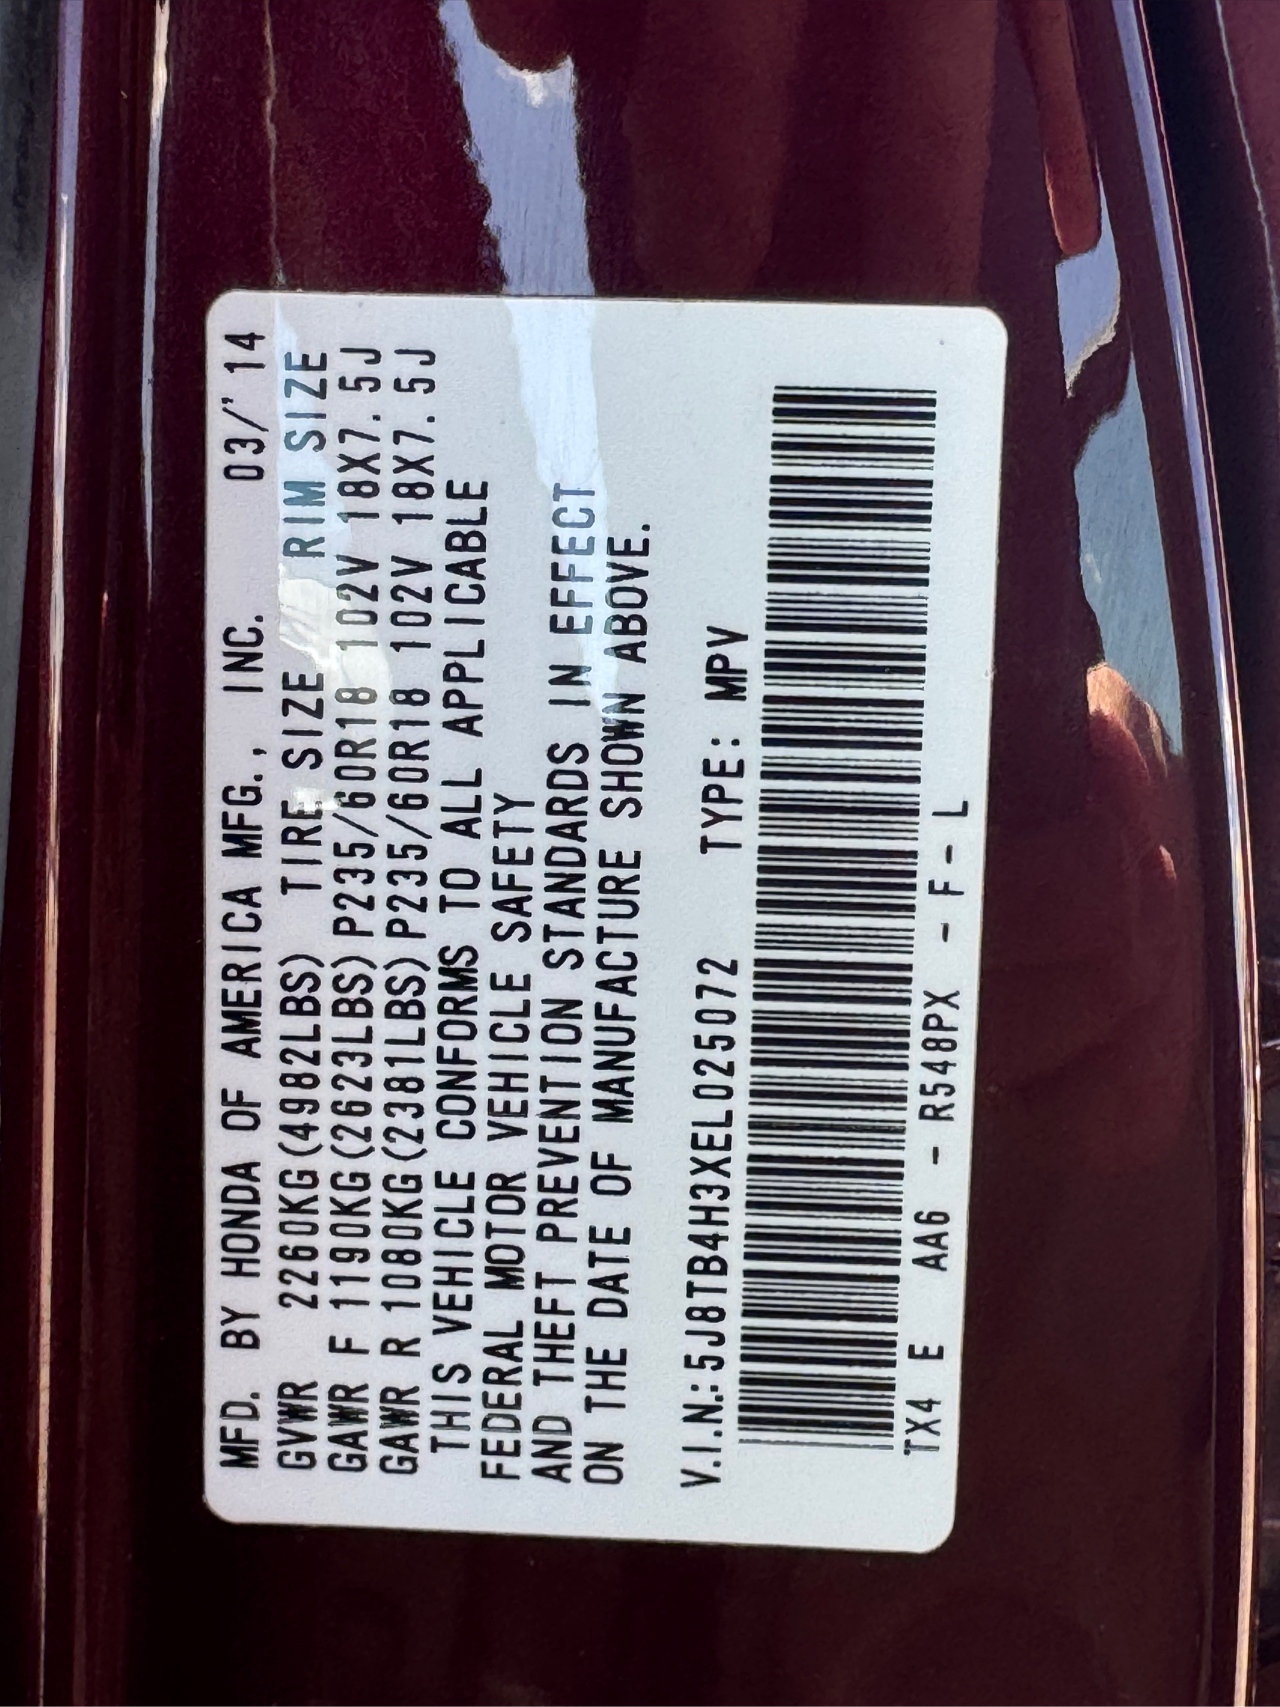 MFD. BY HONDA OF AMERICA MFG., INC. 03/'14
GVWR 2260KG(4982LBS) TIRE SIZE RIM SIZE
GAWR F 1190KG(2623LBS)P235/60R18 102V 18X7.5J
GAWR R 1080KG(2381LBS)P235/60R18 102V 18X7.5J
THIS VEHICLE CONFORMS TO ALL APPLICABLE
FEDERAL MOTOR VEHICLE SAFETY
AND THEFT PREVENTION STANDARDS IN EFFECT
ON THE DATE OF MANUFACTURE SHOWN ABOVE.
V.I.N.:5J8TB4H3XEL025072 TYPE: MPV
TX4 E AA6 - R548PX - F- L